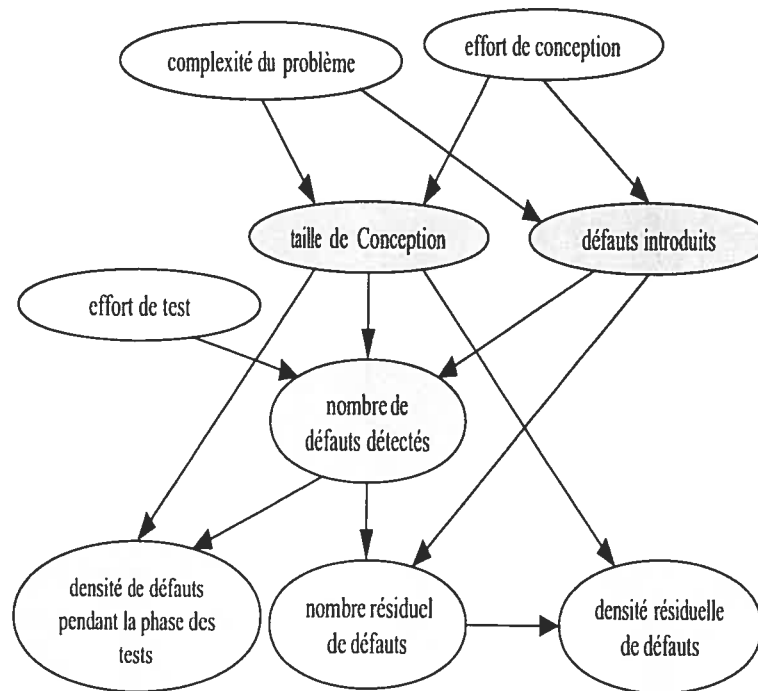 complexité du problème
effort de conception
taille de Conception
défauts introduits
effort de test
nombre de
défauts détectés
densité de défauts
pendant la phase des
tests
nombre résiduel
de défauts
densité résiduelle
de défauts